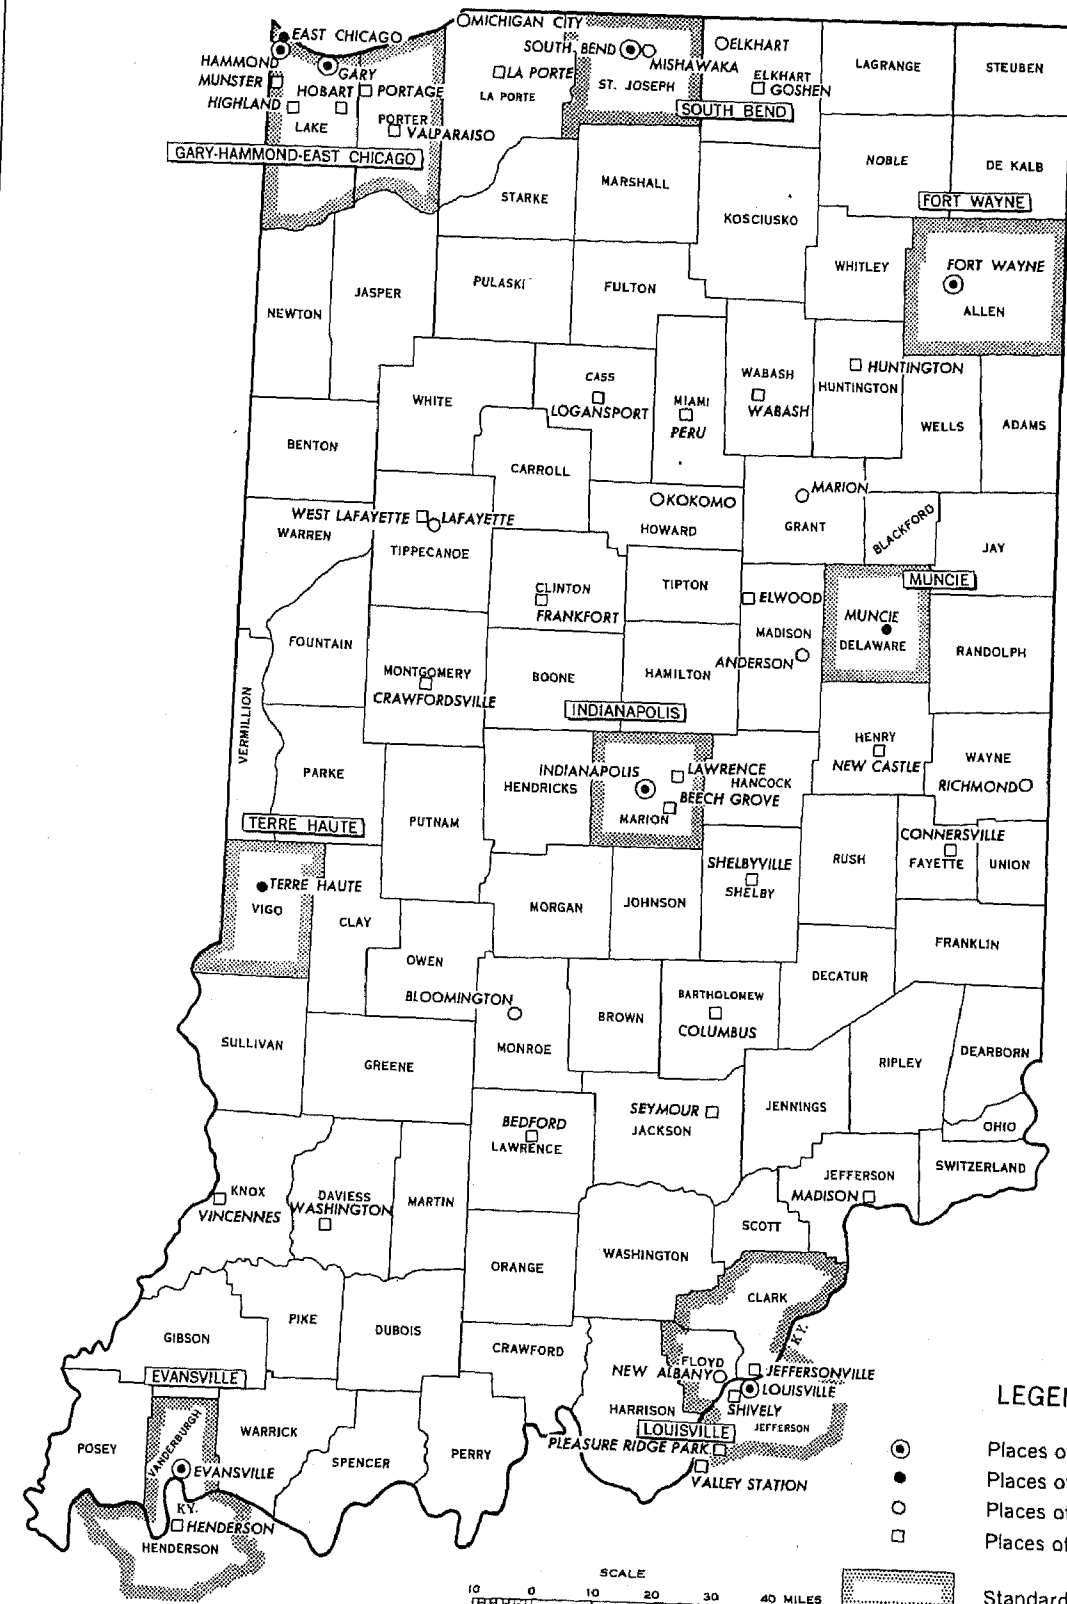 MICHIGAN CITY
EAST CHICAGO
SOUTH BEND
MISHAWAKA
ELKHART
HAMMOND
GARY
LA PORTE
LA PORTE
ST. JOSEPH
ELKHART
GOSHEN
LAGRANGE
STEUBEN
MUNSTER
HOBART
PORTAGE
HIGHLAND
LAKE
PORTER
VALPARAISO
SOUTH BEND
GARY-HAMMOND-EAST CHICAGO
NOBLE
DE KALB
STARKE
MARSHALL
KOSCIUSKO
FORT WAYNE
WHITLEY
FORT WAYNE
ALLEN
NEWTON
JASPER
PULASKI
FULTON
WHITE
CASS
LOGANSPORT
MIAMI
PERU
WABASH
WABASH
HUNTINGTON
HUNTINGTON
WELLS
ADAMS
BENTON
CARROLL
KOKOMO
HOWARD
MARION
GRANT
BLACKFORD
JAY
WEST LAFAYETTE
LAFAYETTE
WARREN
TIPPECANOE
CLINTON
FRANKFORT
TIPTON
ELWOOD
MADISON
ANDERSON
MUNCIE
MUNCIE
DELAWARE
RANDOLPH
FOUNTAIN
MONTGOMERY
CRAWFORDSVILLE
BOONE
HAMILTON
INDIANAPOLIS
VERMILLION
PARKE
PUTNAM
HENDRICKS
INDIANAPOLIS
LAWRENCE
HANCOCK
BEECH GROVE
MARION
HENRY
NEW CASTLE
WAYNE
RICHMOND
TERRE HAUTE
TERRE HAUTE
VIGO
CLAY
MORGAN
JOHNSON
SHELBYVILLE
SHELBY
RUSH
CONNERSVILLE
FAYETTE
UNION
FRANKLIN
OWEN
BLOOMINGTON
MONROE
BROWN
BARTHOLOMEW
COLUMBUS
DECATUR
SULLIVAN
GREENE
RIPLEY
DEARBORN
BEDFORD
LAWRENCE
SEYMOUR
JACKSON
JENNINGS
OHIO
SWITZERLAND
JEFFERSON
MADISON
KNOX
VINCENNES
DAVIESS
WASHINGTON
MARTIN
ORANGE
WASHINGTON
SCOTT
CLARK
KY.
GIBSON
PIKE
DUBOIS
CRAWFORD
FLOYD
NEW ALBANY
JEFFERSONVILLE
LOUISVILLE
SHIVELY
HARRISON
JEFFERSON
LOUISVILLE
PLEASURE RIDGE PARK
VALLEY STATION
EVANSVILLE
POSEY
VANDERBURGH
WARRICK
EVANSVILLE
SPENCER
PERRY
KY.
HENDERSON
HENDERSON
LEGE
Places o
Places o
Places o
Places of
SCALE
10 0 10 20 30 40 MILES
Standard